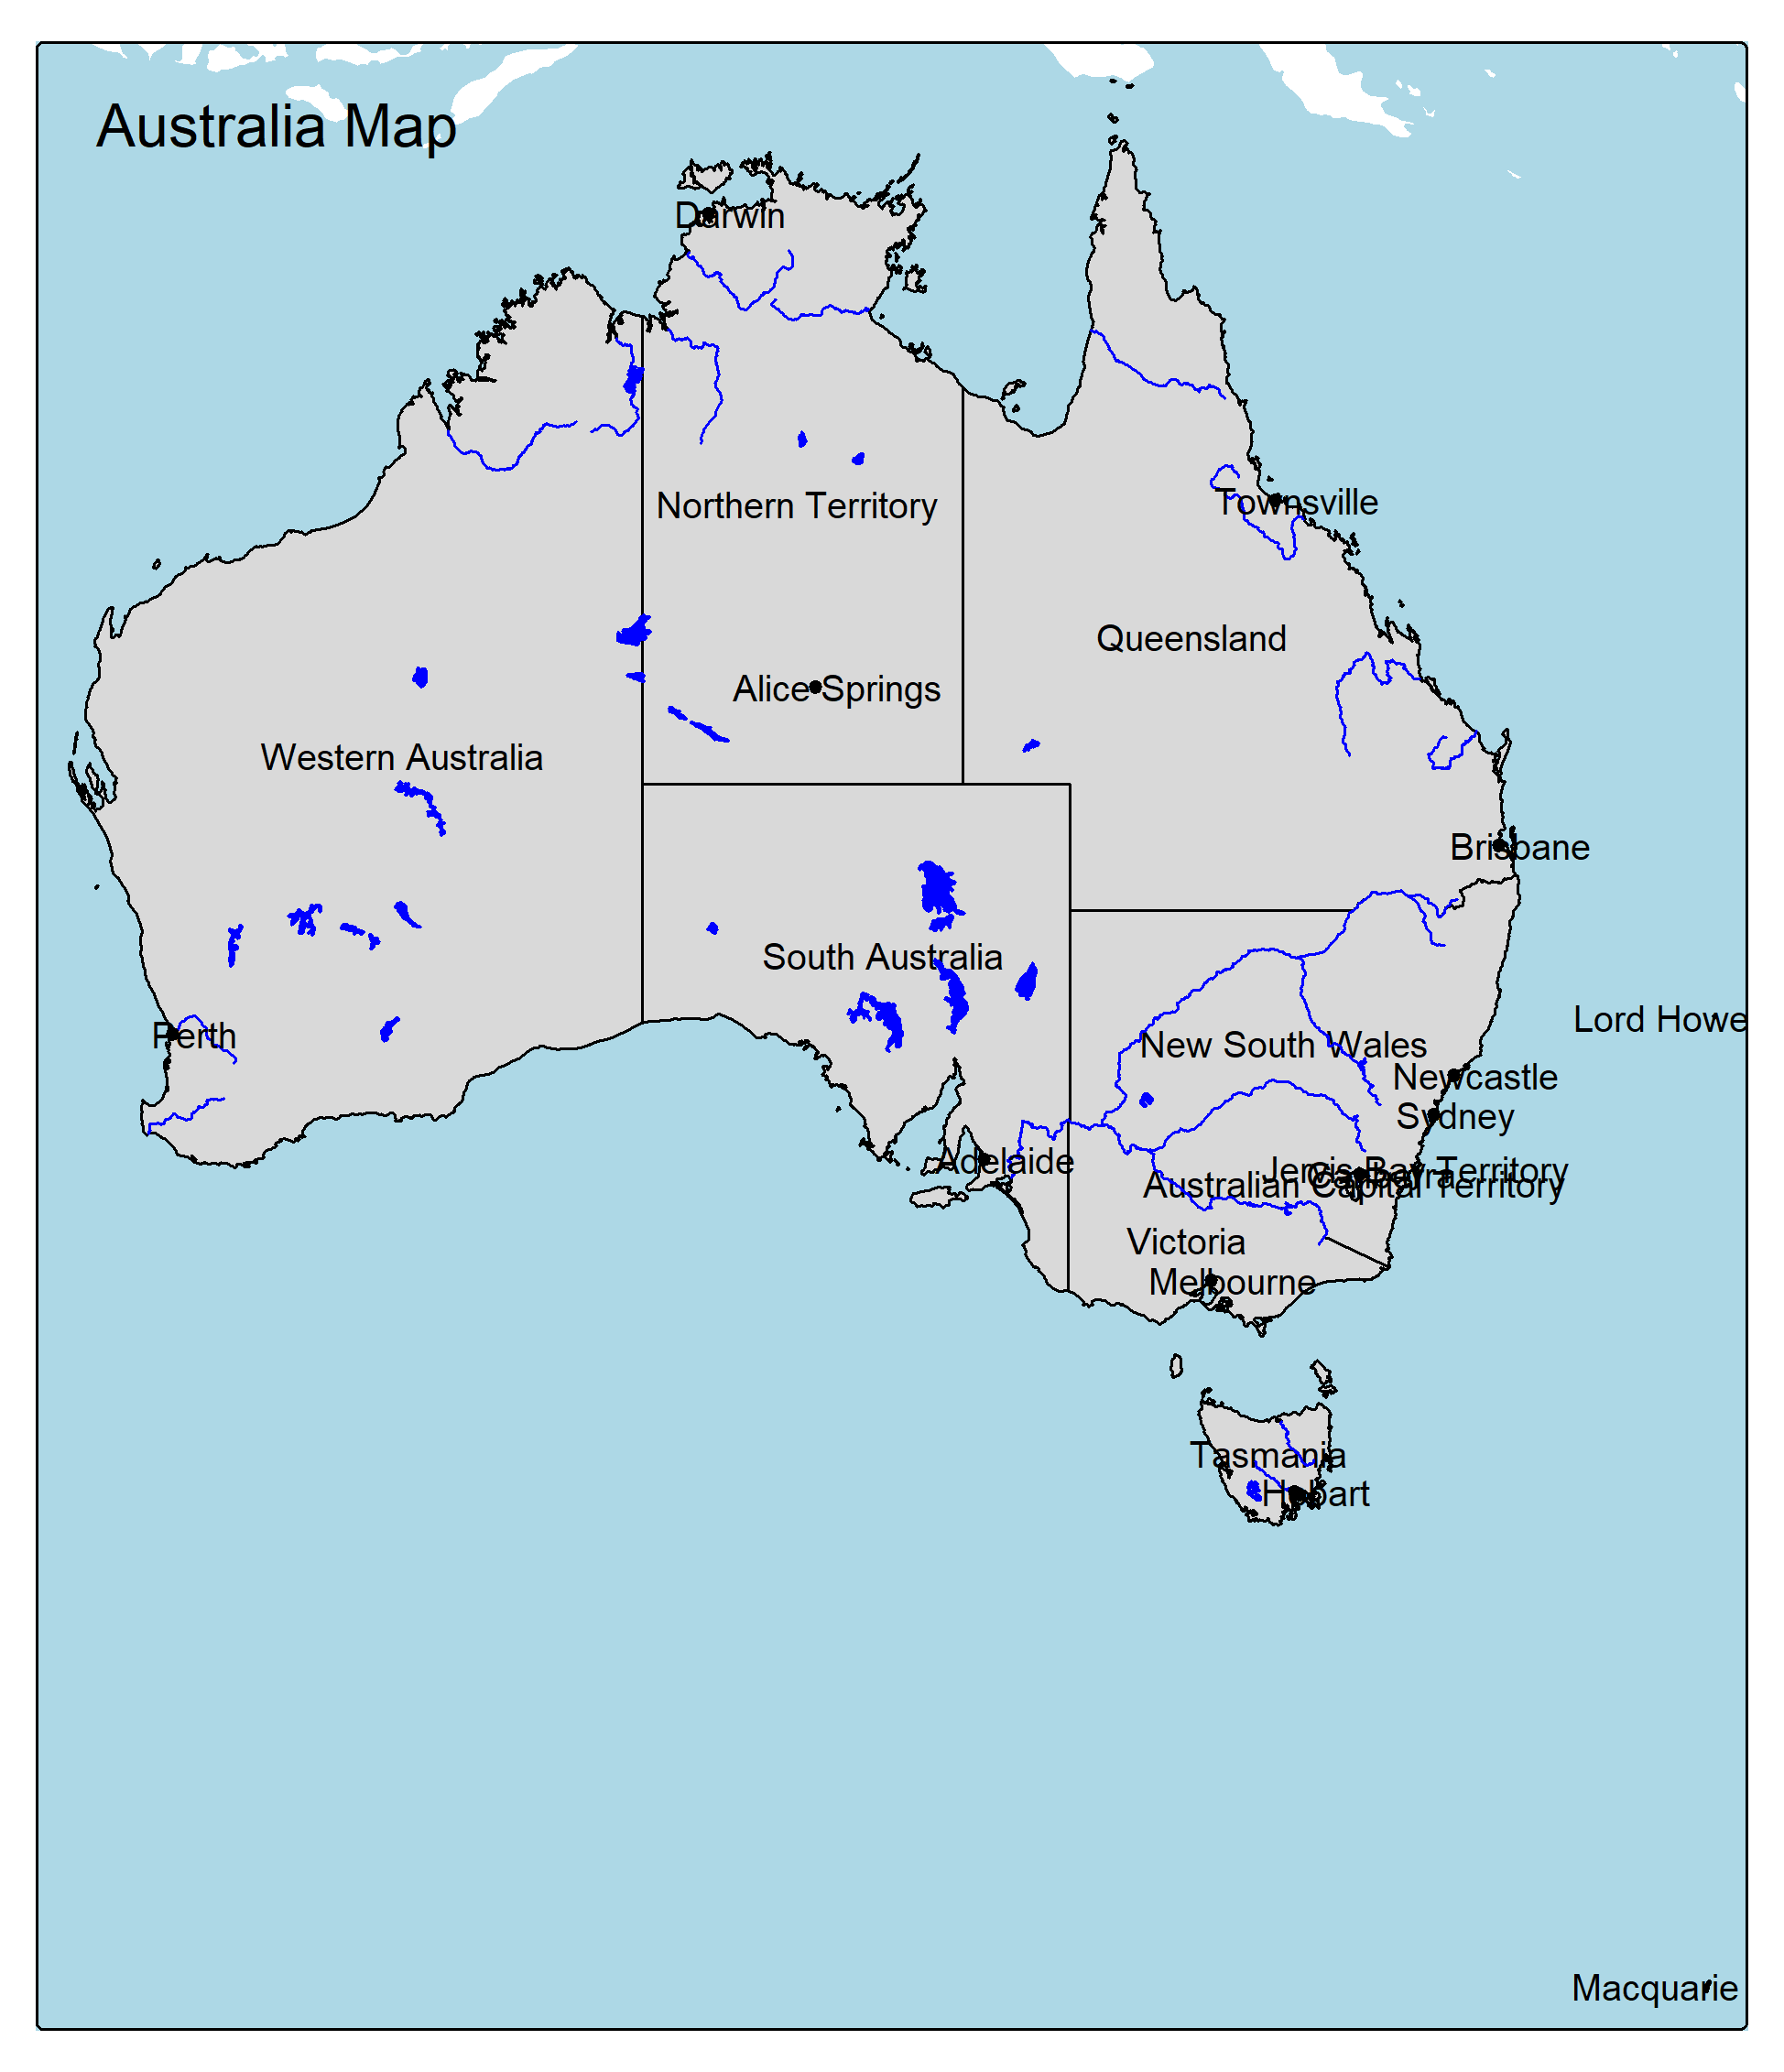 Australia Map
Darwin
Townsville
Northern Territory
Queensland
Alice Springs
Western Australia
Brisbane
South Australia
Lord Howe
Perth
New South Wales
Newcastle
Sydney
Adelaide
Jervis Bay Territory
Canberra
Australian Capital Territory
Victoria
Melbourne
Tasmania
Hobart
Macquarie